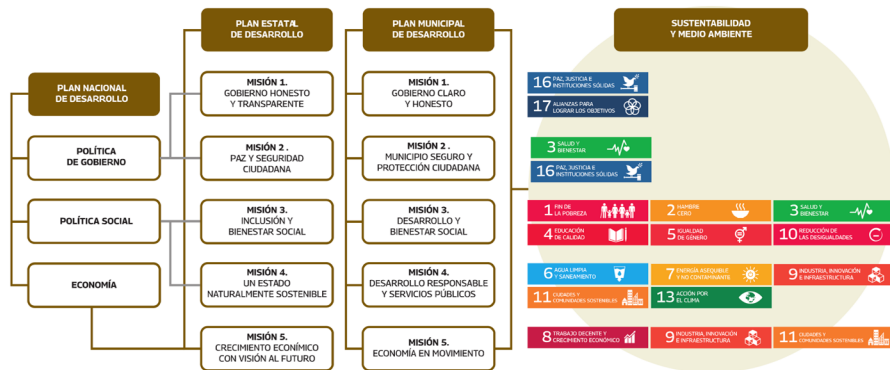 PLAN NACIONAL
DE DESARROLLO
POLÍTICA
DE GOBIERNO
POLÍTICA SOCIAL
ECONOMÍA
PLAN ESTATAL
DE DESARROLLO
MISIÓN 1.
GOBIERNO HONESTO
Y TRANSPARENTE
MISIÓN 2 .
PAZ Y SEGURIDAD
CIUDADANA
MISIÓN 3.
INCLUSIÓN Y
BIENESTAR SOCIAL
MISIÓN 4.
UN ESTADO
NATURALMENTE SOSTENIBLE
MISIÓN 5.
CRECIMIENTO ECONÍMICO
CON VISIÓN AL FUTURO
PLAN MUNICIPAL
DE DESARROLLO
MISIÓN 1.
GOBIERNO CLARO
Y HONESTO
MISIÓN 2 .
MUNICIPIO SEGURO Y
PROTECCIÓN CIUDADANA
MISIÓN 3.
DESARROLLO Y
BIENESTAR SOCIAL
MISIÓN 4.
DESARROLLO RESPONSABLE
Y SERVICIOS PÚBLICOS
MISIÓN 5.
ECONOMÍA EN MOVIMIENTO
SUSTENTABILIDAD
Y MEDIO AMBIENTE
16 PAZ, JUSTICIA E
INSTITUCIONES SÓLIDAS
17 ALIANZAS PARA
LOGRAR LOS OBJETIVOS
3 SALUD Y
BIENESTAR
16 PAZ, JUSTICIA E
INSTITUCIONES SÓLIDAS
1 FIN DE
LA POBREZA
2 HAMBRE
CERO
3 SALUD Y
BIENESTAR
4 EDUCACIÓN
DE CALIDAD
5 IGUALDAD
DE GÉNERO
10 REDUCCIÓN DE
LAS DESIGUALDADES
6 AGUA LIMPIA
Y SANEAMIENTO
7 ENERGÍA ASEQUIBLE
Y NO CONTAMINANTE
9 INDUSTRIA, INNOVACIÓN
E INFRAESTRUCTURA
11 CIUDADES Y
COMUNIDADES SOSTENIBLES
13 ACCIÓN POR
EL CLIMA
8 TRABAJO DECENTE Y
CRECIMIENTO ECONÓMICO
9 INDUSTRIA, INNOVACIÓN
E INFRAESTRUCTURA
11 CIUDADES Y
COMUNIDADES SOSTENIBLES